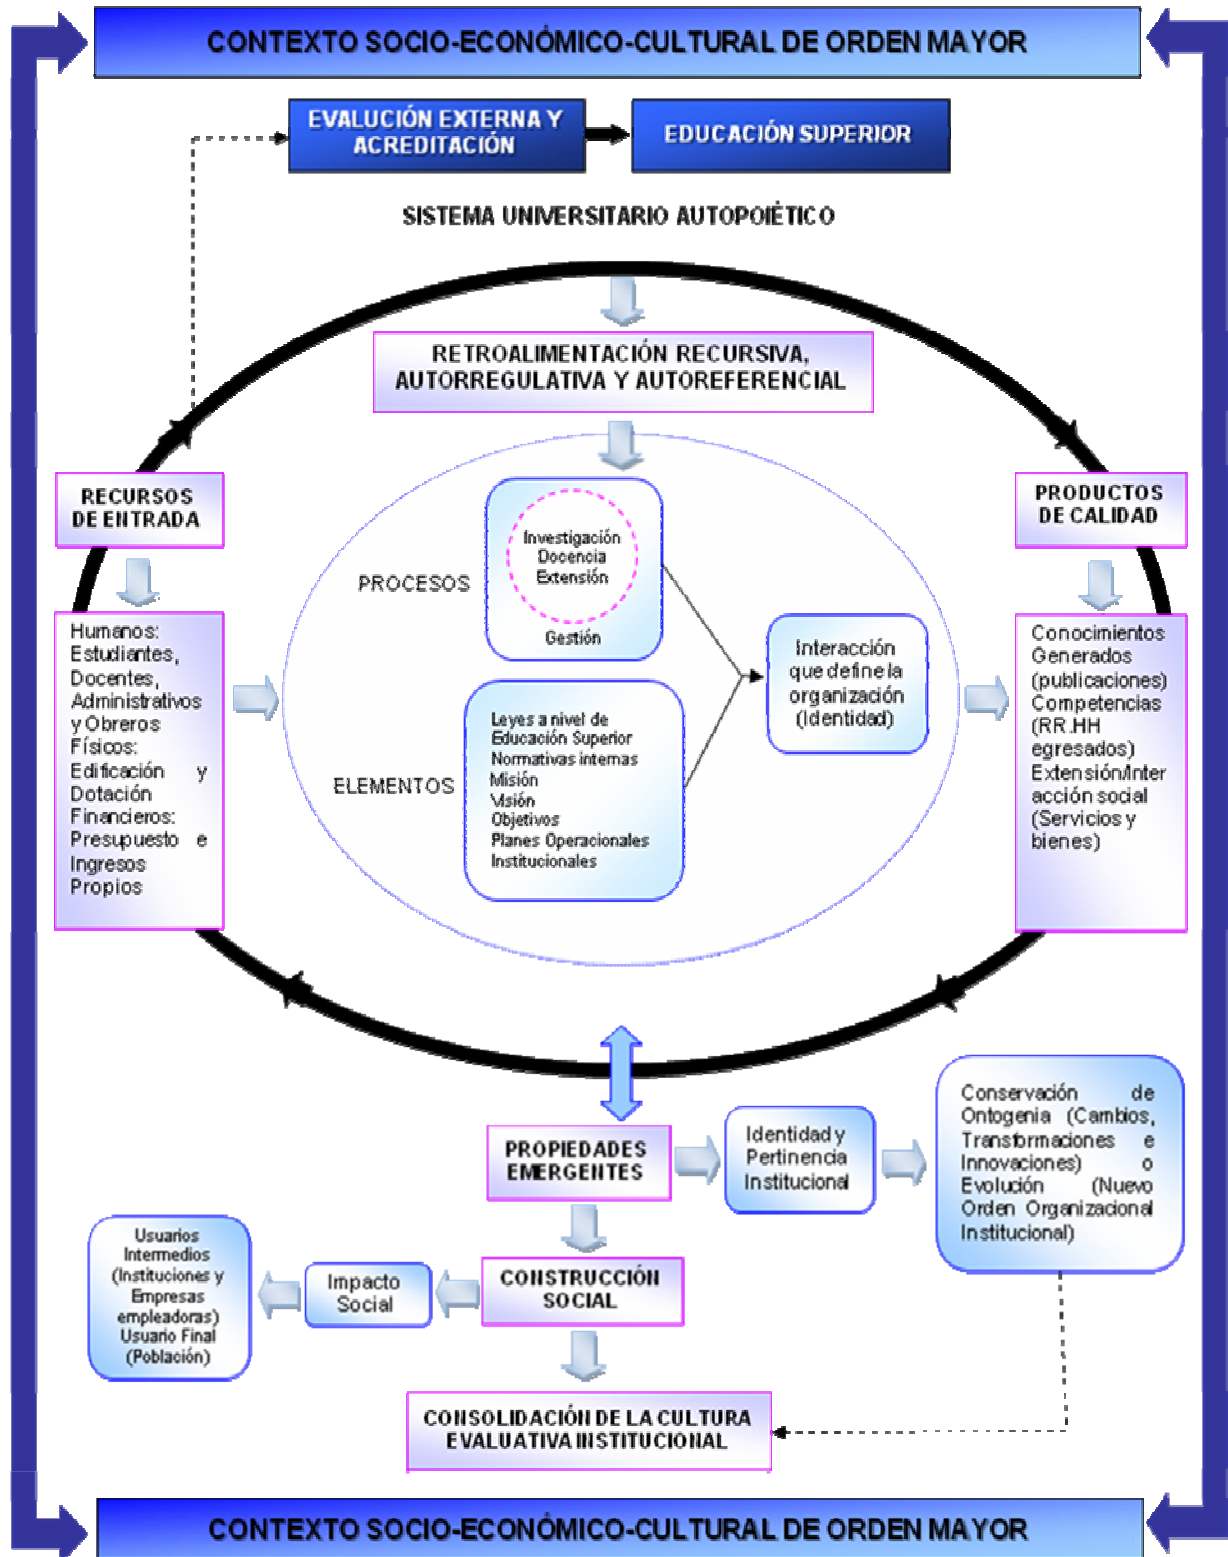 CONTEXTO SOCIO-ECONÓMICO-CULTURAL DE ORDEN MAYOR
EVALUCIÓN EXTERNA Y
ACREDITACIÓN
EDUCACIÓN SUPERIOR
SISTEMA UNIVERSITARIO AUTOPOIÉTICO
RETROALIMENTACIÓN RECURSIVA,
AUTORREGULATIVA Y AUTOREFERENCIAL
RECURSOS
DE ENTRADA
PRODUCTOS
DE CALIDAD
Investigación
Docencia
Extensión
PROCESOS
Gestión
Humanos:
Estudiantes,
Docentes,
Administrativos
y Obreros
Físicos:
Edificación y
Dotación
Financieros:
Presupuesto e
Ingresos
Propios
Interacción
que define la
organización
(Identidad)
Conocimientos
Generados
(publicaciones)
Competencias
(RR.HH
egresados)
Extensión/Inter
acción social
(Servicios y
bienes)
ELEMENTOS
Leyes a nivel de
Educación Superior
Normativas internas
Misión
Visión
Objetivos
Planes Operacionales
Institucionales
PROPIEDADES
EMERGENTES
Identidad y
Pertinencia
Institucional
Conservación de
Ontogenia (Cambios,
Transformaciones e
Innovaciones) o
Evolución (Nuevo
Orden Organizacional
Institucional)
Usuarios
Intermedios
(Instituciones y
Empresas
empleadoras)
Usuario Final
(Población)
Impacto
Social
CONSTRUCCIÓN
SOCIAL
CONSOLIDACIÓN DE LA CULTURA
EVALUATIVA INSTITUCIONAL
CONTEXTO SOCIO-ECONÓMICO-CULTURAL DE ORDEN MAYOR